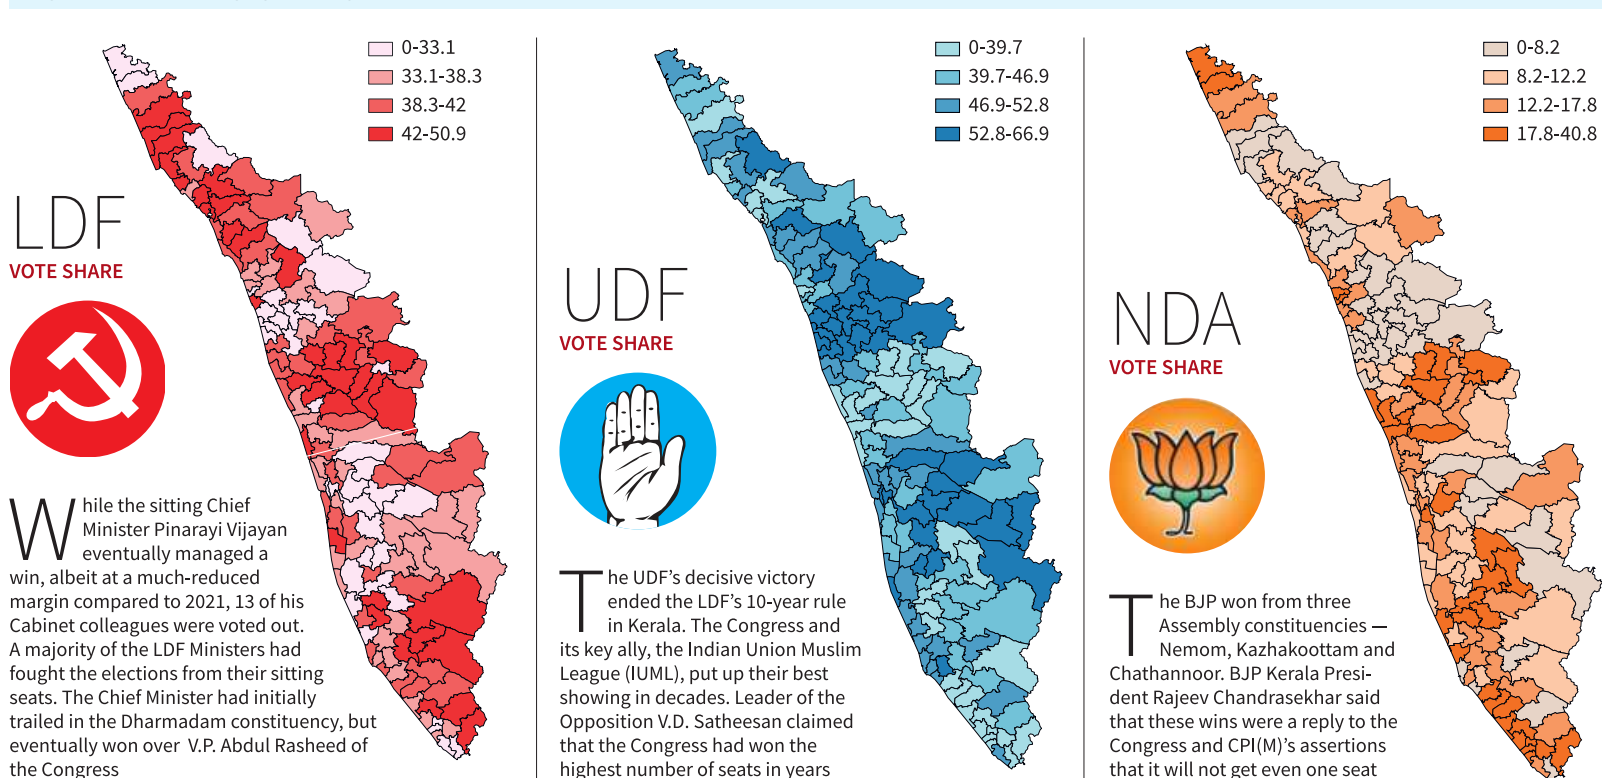 0-33.1
33.1-38.3
38.3-42
42-50.9
LDF
VOTE SHARE
While the sitting Chief
Minister Pinarayi Vijayan
eventually managed a
win, albeit at a much-reduced
margin compared to 2021, 13 of his
Cabinet colleagues were voted out.
A majority of the LDF Ministers had
fought the elections from their sitting
seats. The Chief Minister had initially
trailed in the Dharmadam constituency, but
eventually won over V.P. Abdul Rasheed of
the Congress
0-39.7
39.7-46.9
46.9-52.8
52.8-66.9
UDF
VOTE SHARE
The UDF’s decisive victory
ended the LDF’s 10-year rule
in Kerala. The Congress and
its key ally, the Indian Union Muslim
League (IUML), put up their best
showing in decades. Leader of the
Opposition V.D. Satheesan claimed
that the Congress had won the
highest number of seats in years
0-8.2
8.2-12.2
12.2-17.8
17.8-40.8
NDA
VOTE SHARE
The BJP won from three
Assembly constituencies —
Nemom, Kazhakoottam and
Chathannoor. BJP Kerala Presi-
dent Rajeev Chandrasekhar said
that these wins were a reply to the
Congress and CPI(M)’s assertions
that it will not get even one seat